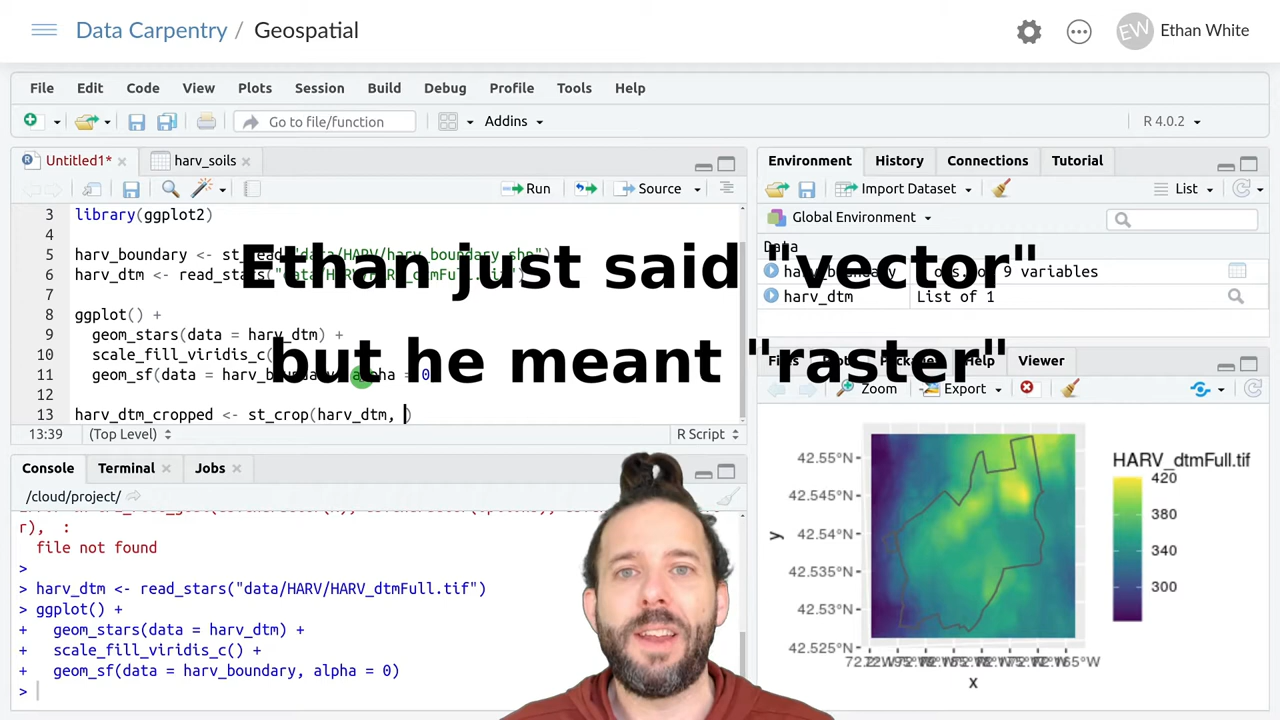 Data Carpentry / Geospatial
EW Ethan White
File Edit Code View Plots Session Build Debug Profile Tools Help
Go to file/function Addins R 4.0.2
Untitled1* harv_soils
Run Source
3 library(ggplot2)
4
5 harv_boundary <- st_read("data/HARV/harv_boundary.shp")
6 harv_dtm <- read_stars("data/HARV/HARV_dtmFull.tif")
7
8 ggplot() +
9 geom_stars(data = harv_dtm) +
10 scale_fill_viridis_c(
11 geom_sf(data = harv_boundary, alpha = 0)
12
13 harv_dtm_cropped <- st_crop(harv_dtm, )
13:39 (Top Level) R Script
Ethan just said "vector"
but he meant "raster"
Console Terminal Jobs
/cloud/project/
r), :
file not found
>
> harv_dtm <- read_stars("data/HARV/HARV_dtmFull.tif")
> ggplot() +
+ geom_stars(data = harv_dtm) +
+ scale_fill_viridis_c() +
+ geom_sf(data = harv_boundary, alpha = 0)
>
Environment History Connections Tutorial
Import Dataset List
Global Environment
Data
harv_boundary 9 variables
harv_dtm List of 1
Files Plots Packages Help Viewer
Zoom Export
HARV_dtmFull.tif
420
380
340
300
42.55°N
42.545°N
42.54°N
42.535°N
42.53°N
42.525°N
y
x